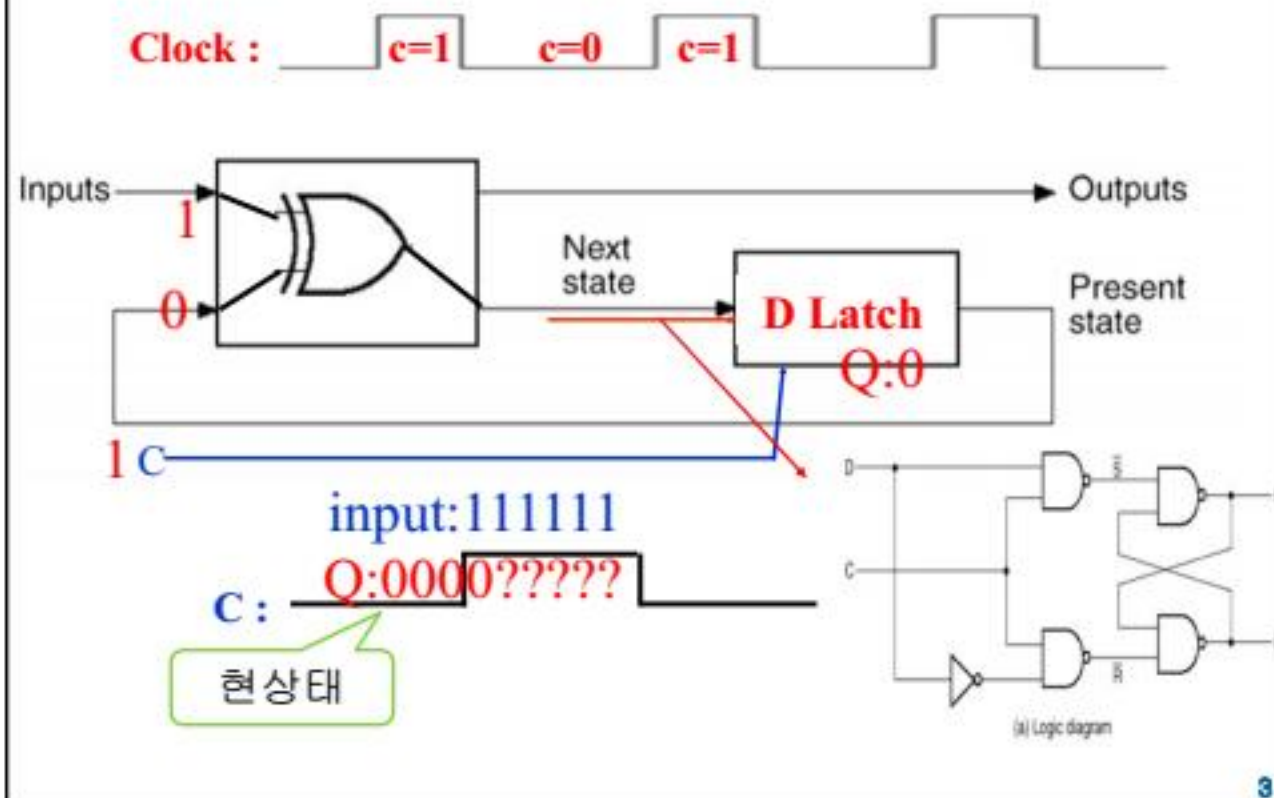 Clock : c=1 c=0 c=1
Inputs
1
0
Outputs
Next
state
D Latch
Q:0
Present
state
1 C
input:111111
Q:0000?????
C :
현상태
D
C
S
R
(a) Logic diagram
3